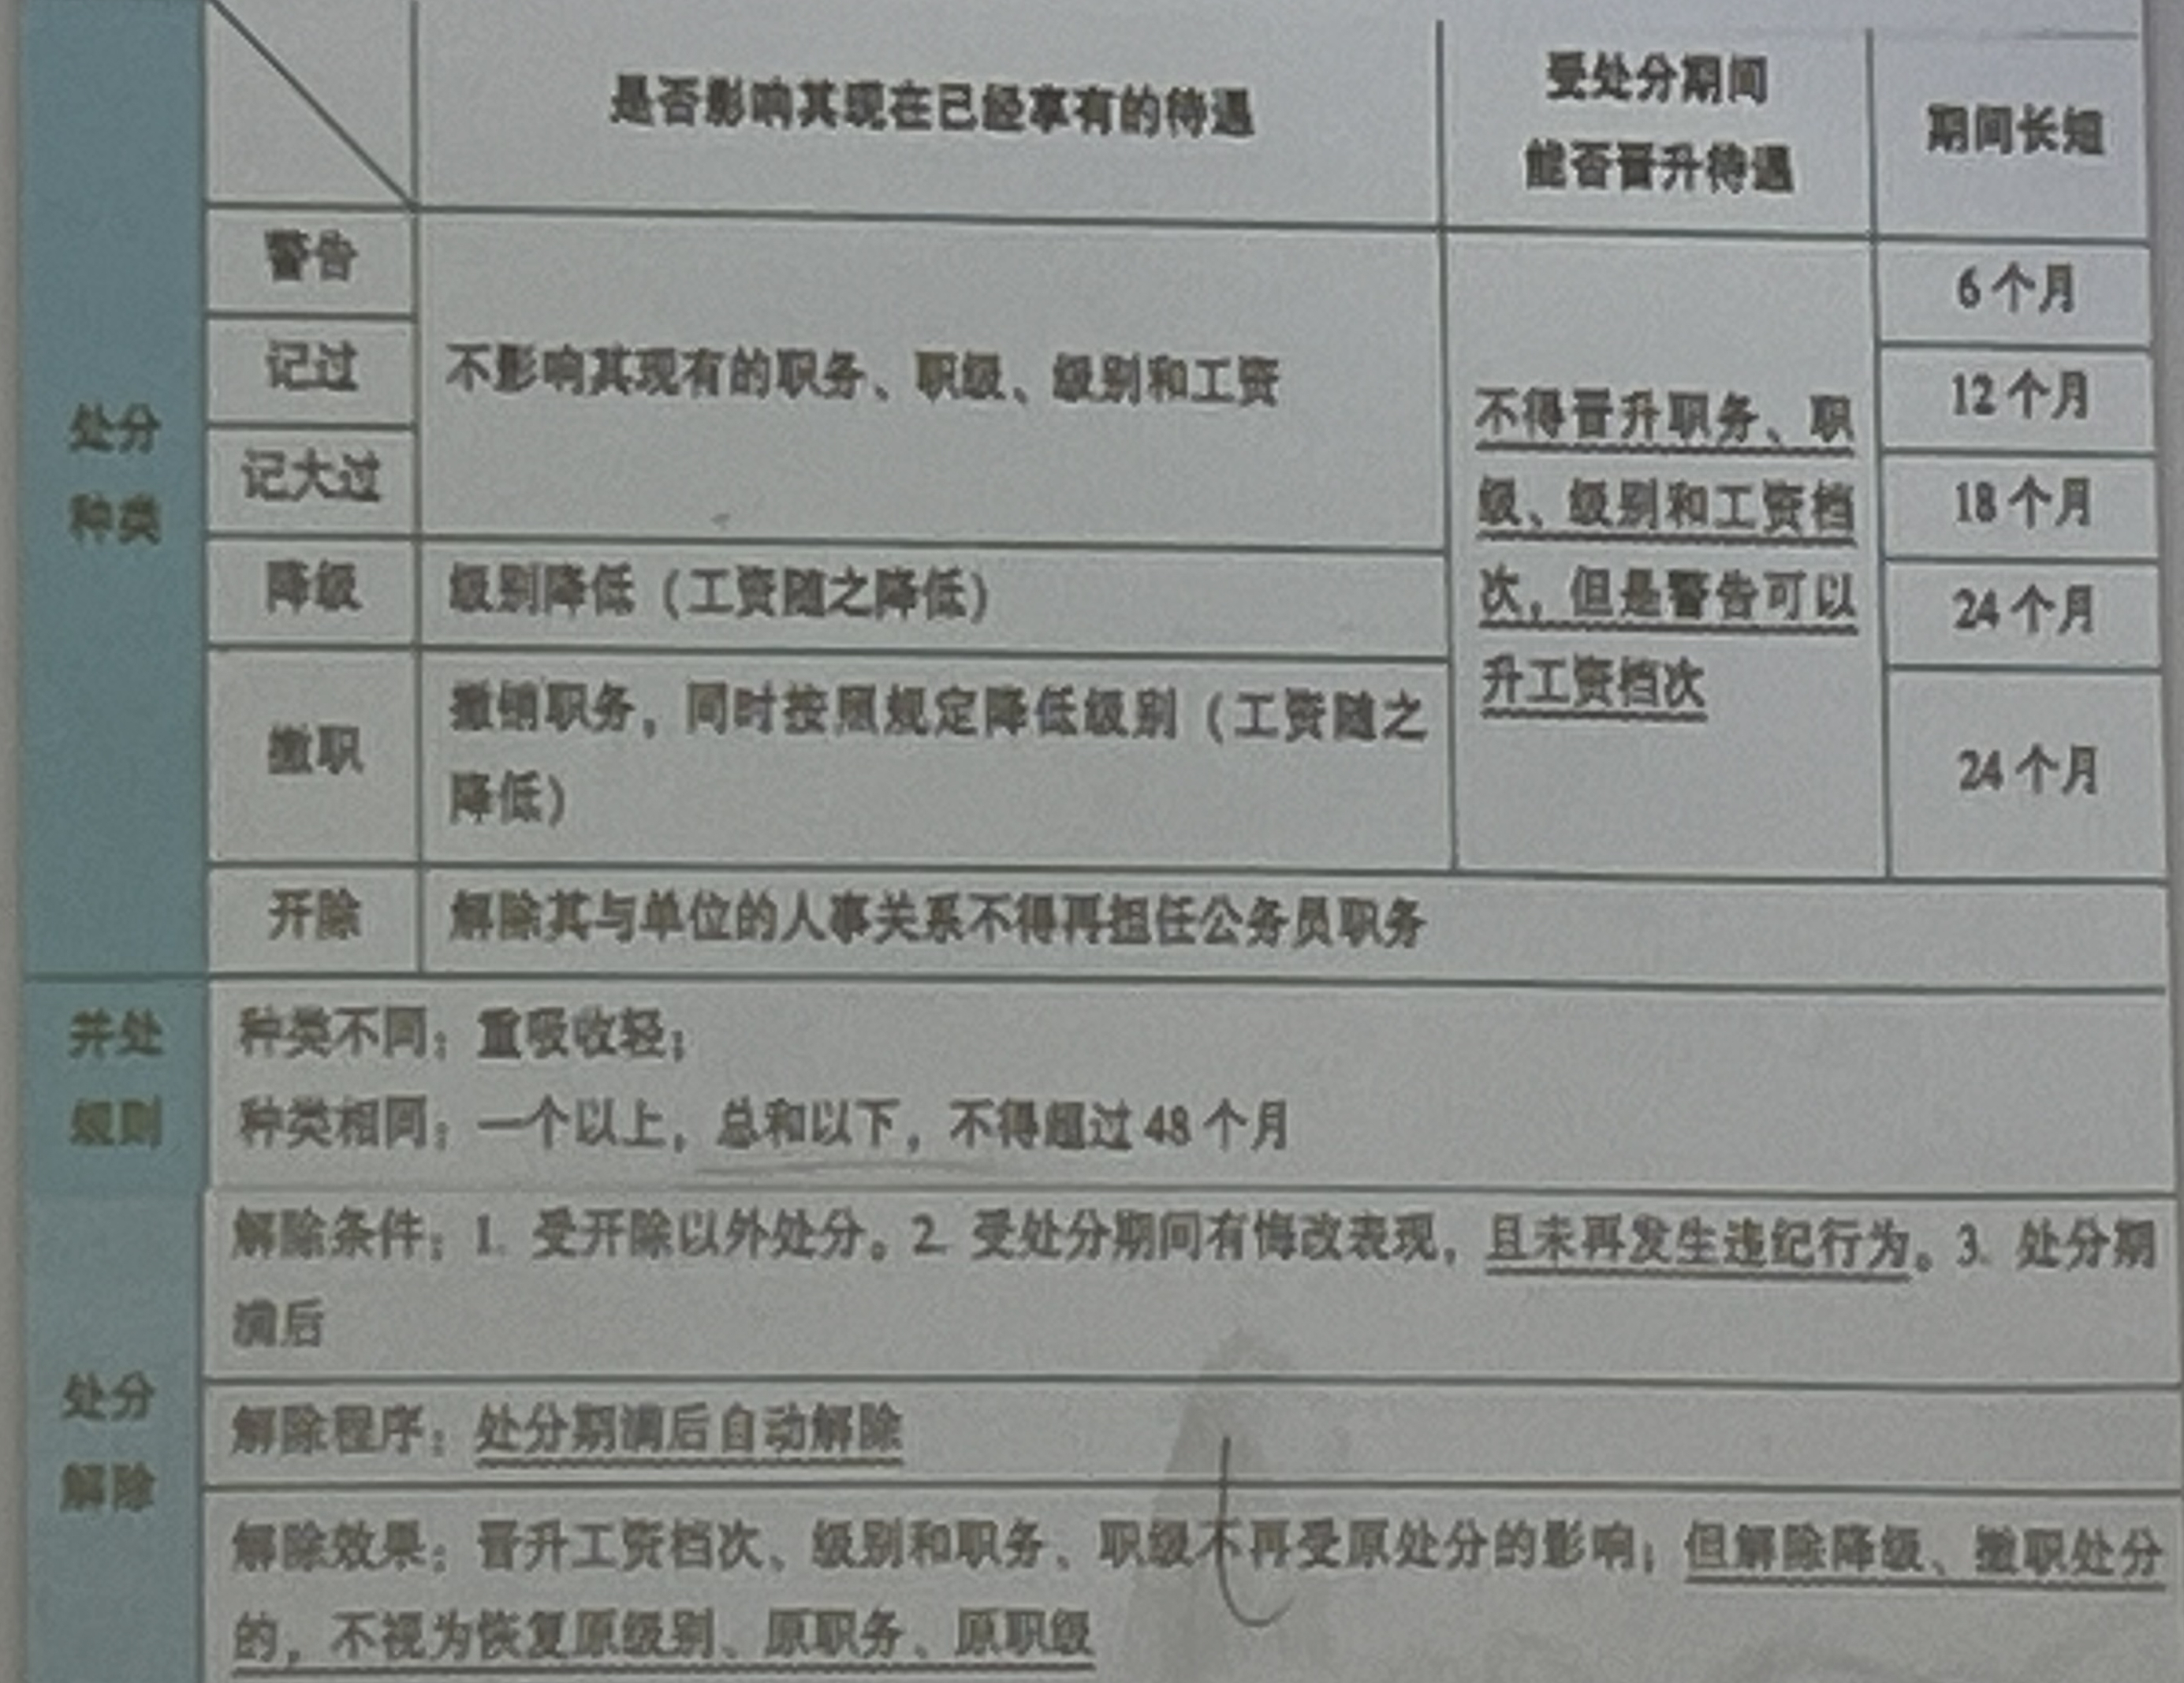 是否影响其现在已经享有的待遇
受处分期间
能否晋升待遇
期间长短
处分
种类
警告
记过
记大过
不影响其现有的职务、职级、级别和工资
降级
级别降低（工资随之降低）
撤职
撤销职务，同时按照规定降低级别（工资随之
降低）
不得晋升职务、职
级、级别和工资档
次，但是警告可以
升工资档次
6 个月
12 个月
18 个月
24 个月
24 个月
开除
解除其与单位的人事关系不得再担任公务员职务
并处
规则
种类不同：重吸收轻；
种类相同：一个以上，总和以下，不得超过 48 个月
处分
解除
解除条件：1. 受开除以外处分。2. 受处分期间有悔改表现，且未再发生违纪行为。3. 处分期
满后
解除程序：处分期满后自动解除
解除效果：晋升工资档次、级别和职务、职级不再受原处分的影响；但解除降级、撤职处分
的，不视为恢复原级别、原职务、原职级